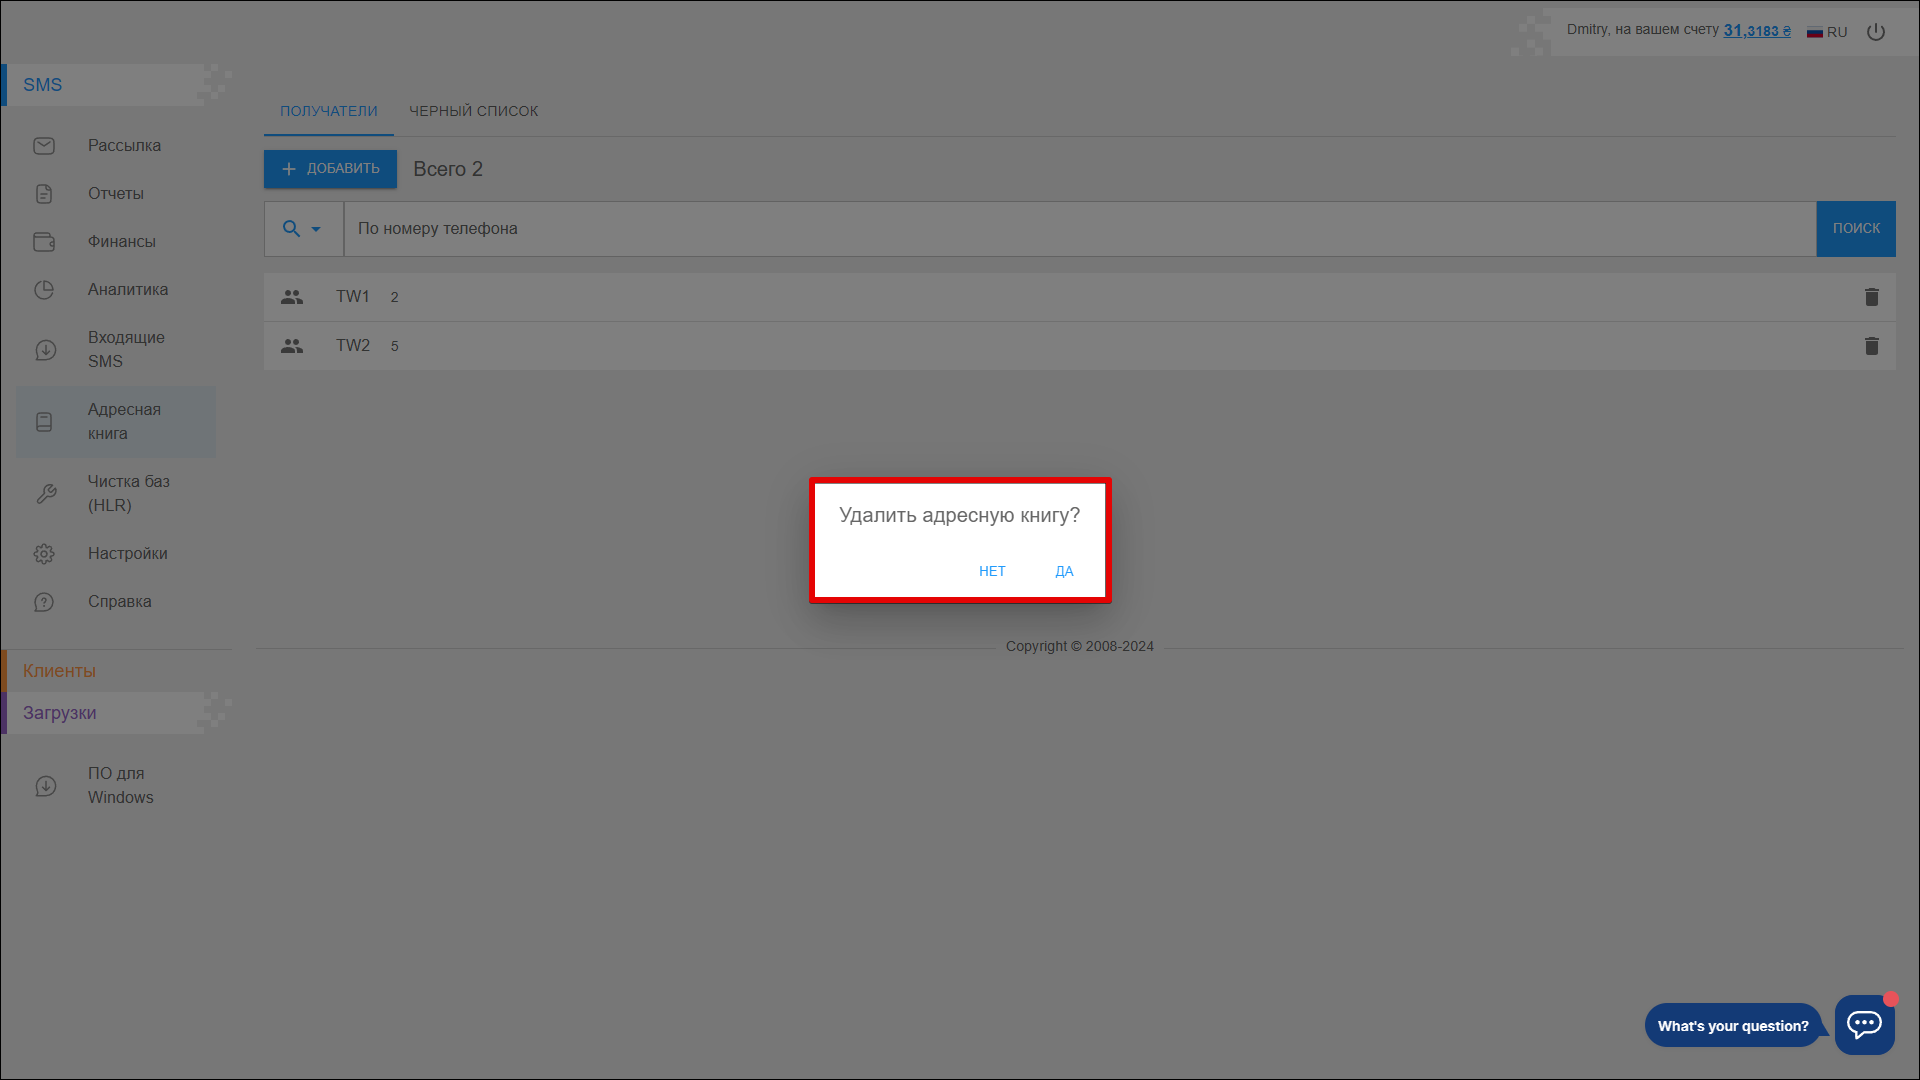 Dmitry, на вашем счету 31,3183 ₴ RU
SMS
Рассылка
Отчеты
Финансы
Аналитика
Входящие
SMS
Адресная
книга
Чистка баз
(HLR)
Настройки
Справка
Клиенты
Загрузки
ПО для
Windows
ПОЛУЧАТЕЛИ ЧЕРНЫЙ СПИСОК
ДОБАВИТЬ Всего 2
По номеру телефона ПОИСК
TW1 2
TW2 5
Удалить адресную книгу?
НЕТ ДА
Copyright © 2008-2024
What's your question?